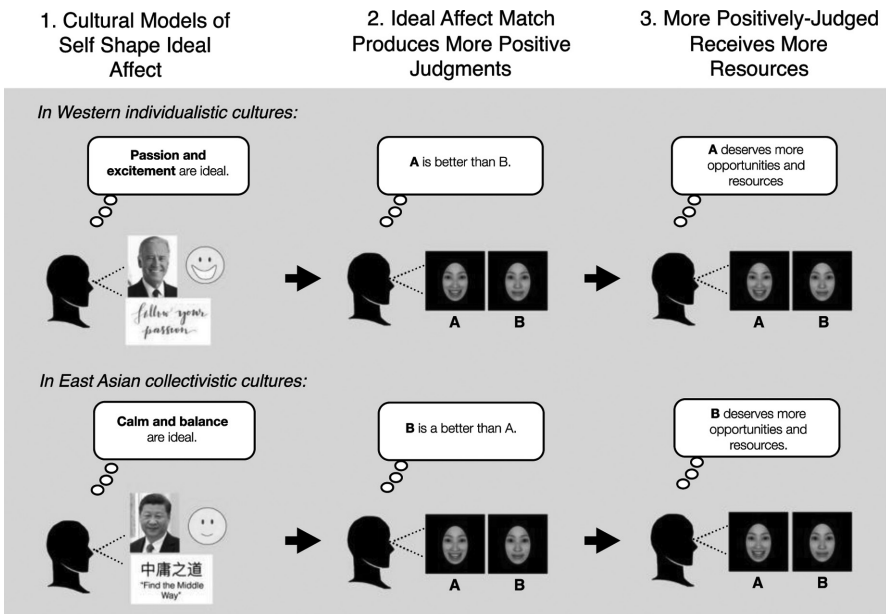 1. Cultural Models of
Self Shape Ideal
Affect
2. Ideal Affect Match
Produces More Positive
Judgments
3. More Positively-Judged
Receives More
Resources
In Western individualistic cultures:
Passion and
excitement are ideal.
A is better than B.
A deserves more
opportunities and
resources
follow your
passion
A
B
A
B
In East Asian collectivistic cultures:
Calm and balance
are ideal.
B is a better than A.
B deserves more
opportunities and
resources.
中庸之道
"Find the Middle
Way"
A
B
A
B